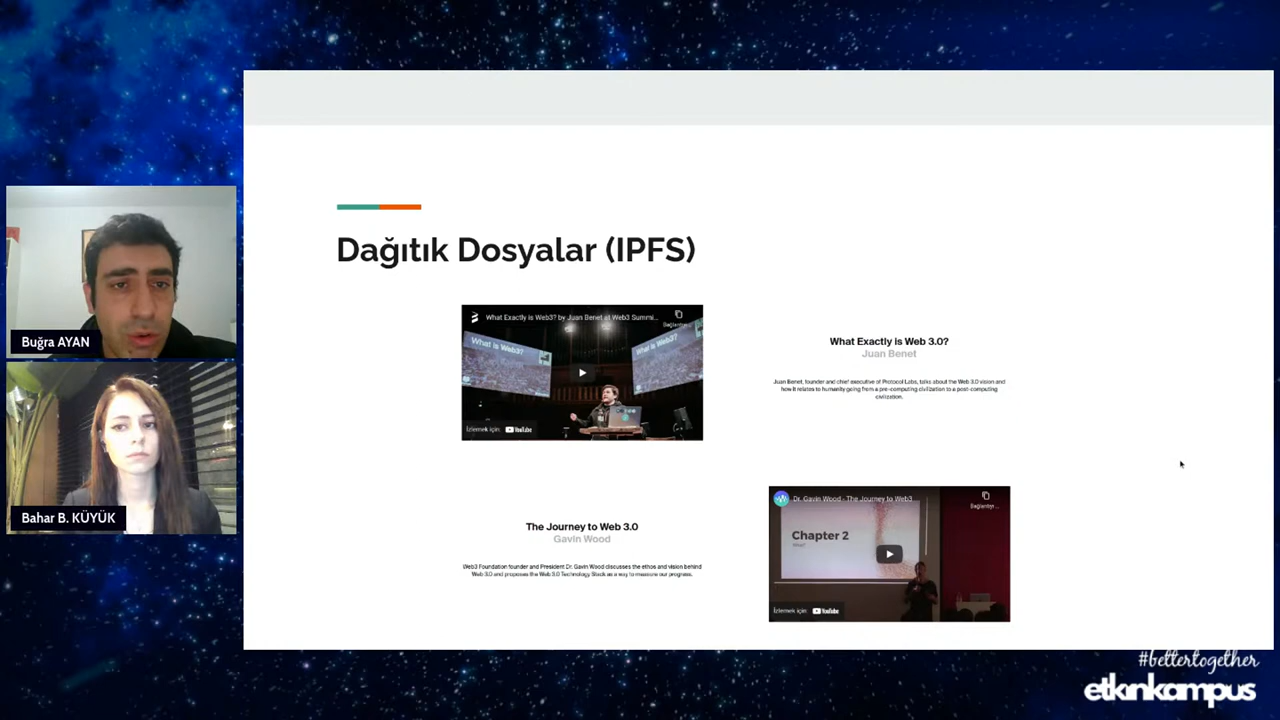 Dağıtık Dosyalar (IPFS)
What Exactly is Web3? by Juan Benet at Web3 Summi...
Bağlantıyı ...
What is Web3?
What is Web3?
İzlemek için: YouTube
What Exactly is Web 3.0?
Juan Benet
Juan Benet, founder and chief executive of Protocol Labs, talks about the Web 3.0 vision and
how it relates to humanity going from a pre-computing civilization to a post-computing
civilization.
Buğra AYAN
Bahar B. KÜYÜK
The Journey to Web 3.0
Gavin Wood
Web3 Foundation founder and President Dr. Gavin Wood discusses the ethos and vision behind
Web 3.0 and proposes the Web 3.0 Technology Stack as a way to measure our progress.
Dr. Gavin Wood - The Journey to Web3
Bağlantıyı ...
Chapter 2
İzlemek için: YouTube
#bettertogether
etkinkampus